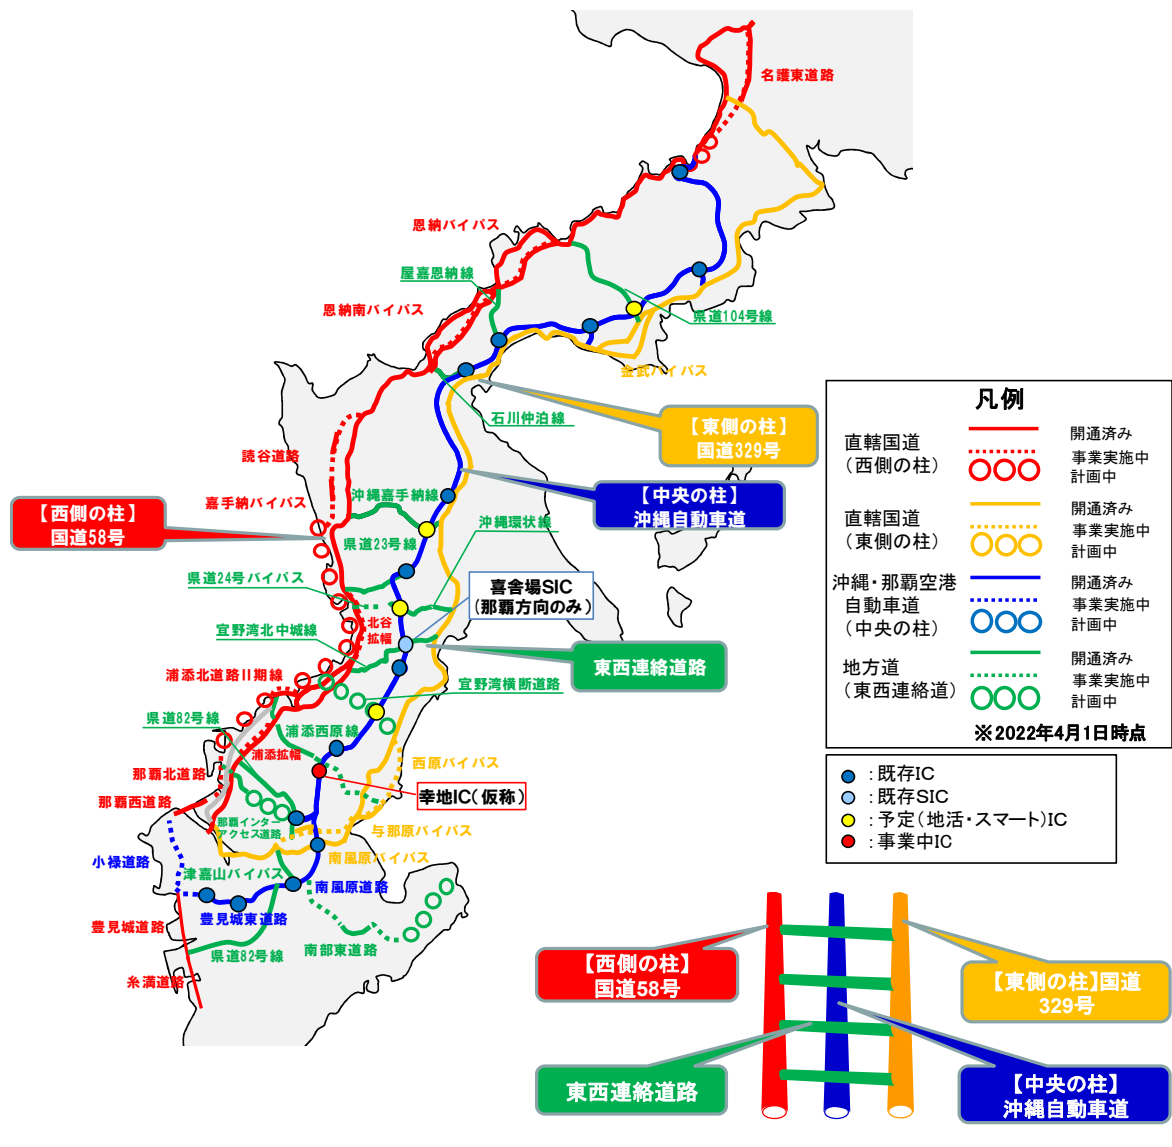 名護東道路
恩納バイパス
屋嘉恩納線
恩納南バイパス
県道104号線
金武バイパス
石川仲泊線
【東側の柱】
国道329号
読谷道路
嘉手納バイパス
沖縄嘉手納線
【中央の柱】
沖縄自動車道
【西側の柱】
国道58号
沖縄環状線
県道23号線
県道24号バイパス
喜舎場SIC
(那覇方向のみ)
北谷
拡幅
宜野湾北中城線
東西連絡道路
浦添北道路II期線
宜野湾横断道路
県道82号線
浦添西原線
浦添拡幅
西原バイパス
那覇北道路
那覇西道路
幸地IC(仮称)
那覇インター
アクセス道路
与那原バイパス
南風原バイパス
小禄道路
津嘉山バイパス
南風原道路
豊見城東道路
豊見城道路
県道82号線
南部東道路
糸満道路
凡例
直轄国道
(西側の柱)
開通済み
事業実施中
計画中
直轄国道
(東側の柱)
開通済み
事業実施中
計画中
沖縄・那覇空港
自動車道
(中央の柱)
開通済み
事業実施中
計画中
地方道
(東西連絡道)
開通済み
事業実施中
計画中
※2022年4月1日時点
:既存IC
:既存SIC
:予定(地活・スマート)IC
:事業中IC
【西側の柱】
国道58号
【東側の柱】国道
329号
東西連絡道路
【中央の柱】
沖縄自動車道